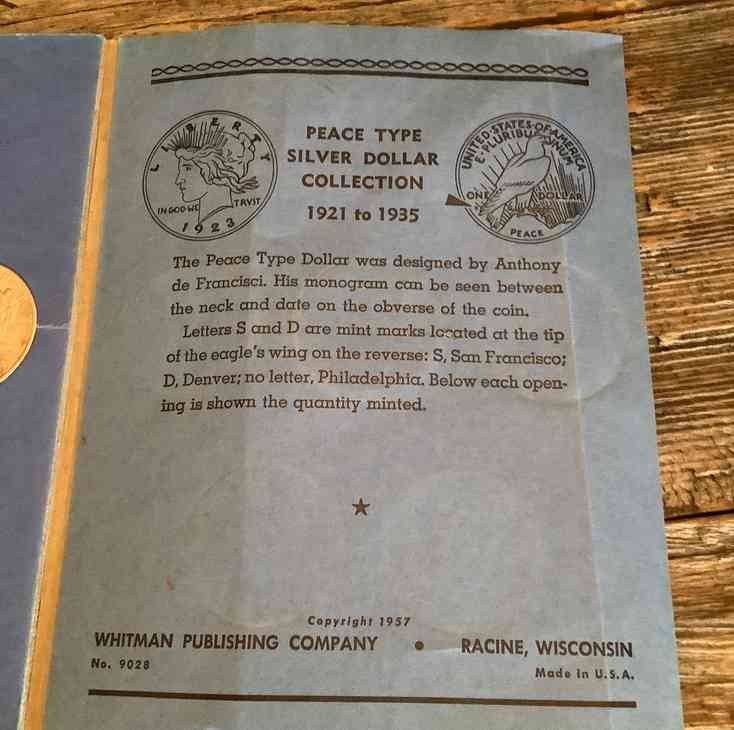 PEACE TYPE
SILVER DOLLAR
COLLECTION
1921 to 1935
LIBERTY
IN GOD WE TRVST
1923
UNITED·STATES·OF·AMERICA
E·PLURIBUS·UNUM
ONE DOLLAR
PEACE
The Peace Type Dollar was designed by Anthony
de Francisci. His monogram can be seen between
the neck and date on the obverse of the coin.
Letters S and D are mint marks located at the tip
of the eagle's wing on the reverse: S, San Francisco;
D, Denver; no letter, Philadelphia. Below each open-
ing is shown the quantity minted.
Copyright 1957
WHITMAN PUBLISHING COMPANY • RACINE, WISCONSIN
No. 9028
Made in U.S.A.